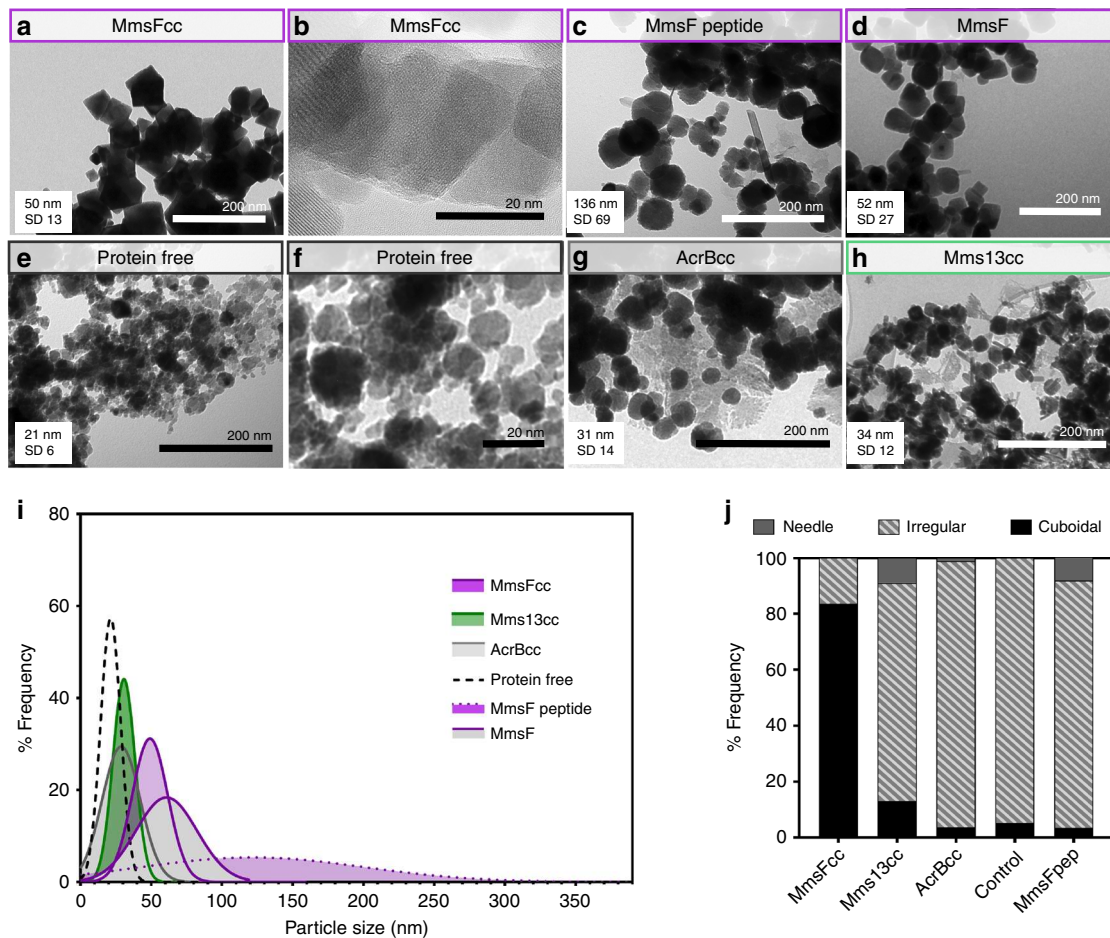 a MmsFcc
b MmsFcc
c MmsF peptide
d MmsF
50 nm
SD 13
200 nm
20 nm
136 nm
SD 69
200 nm
52 nm
SD 27
200 nm
e Protein free
f Protein free
g AcrBcc
h Mms13cc
21 nm
SD 6
200 nm
20 nm
31 nm
SD 14
200 nm
34 nm
SD 12
200 nm
i
80
60
40
20
0
% Frequency
MmsFcc
Mms13cc
AcrBcc
Protein free
MmsF peptide
MmsF
0 50 100 150 200 250 300 350
Particle size (nm)
j
Needle Irregular Cuboidal
100
80
60
40
20
0
% Frequency
MmsFcc
Mms13cc
AcrBcc
Control
MmsFpep